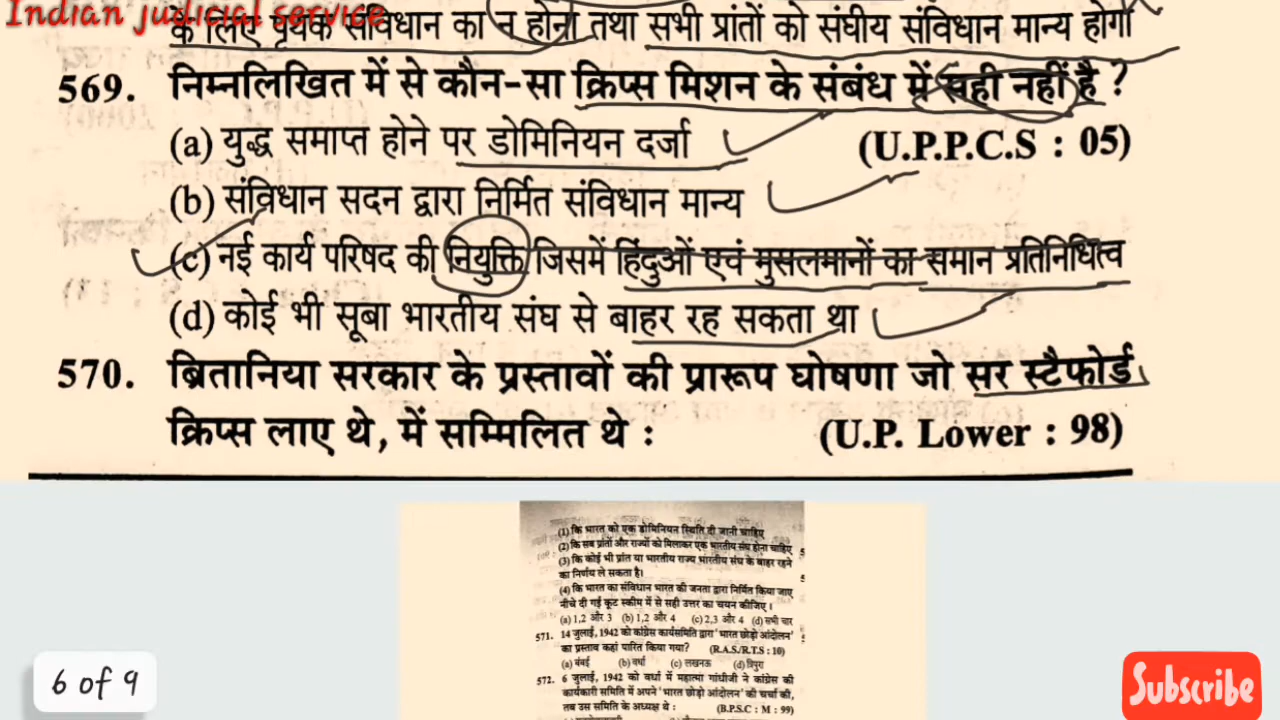 Indian judicial service
के लिए पृथक संविधान का न होना तथा सभी प्रांतों को संघीय संविधान मान्य होगा
569. निम्नलिखित में से कौन-सा क्रिप्स मिशन के संबंध में सही नहीं है ?
(a) युद्ध समाप्त होने पर डोमिनियन दर्जा (U.P.P.C.S : 05)
(b) संविधान सदन द्वारा निर्मित संविधान मान्य
(c) नई कार्य परिषद की नियुक्ति जिसमें हिंदुओं एवं मुसलमानों का समान प्रतिनिधित्व
(d) कोई भी सूबा भारतीय संघ से बाहर रह सकता था
570. ब्रितानिया सरकार के प्रस्तावों की प्रारूप घोषणा जो सर स्टैफोर्ड
क्रिप्स लाए थे, में सम्मिलित थे : (U.P. Lower : 98)
(1) कि भारत को एक डोमिनियन स्थिति दी जानी चाहिए
(2) कि सब प्रांतों और राज्यों को मिलाकर एक भारतीय संघ होना चाहिए
(3) कि कोई भी प्रांत या भारतीय राज्य भारतीय संघ के बाहर रहने
का निर्णय ले सकता है।
(4) कि भारत का संविधान भारत की जनता द्वारा निर्मित किया जाए
नीचे दी गई कूट स्कीम में से सही उत्तर का चयन कीजिए ।
(a) 1,2 और 3 (b) 1,2 और 4 (c) 2,3 और 4 (d) सभी चार
571. 14 जुलाई, 1942 को कांग्रेस कार्यसमिति द्वारा 'भारत छोड़ो आंदोलन'
का प्रस्ताव कहां पारित किया गया? (R.A.S./R.T.S : 10)
(a) बंबई (b) वर्धा (c) लखनऊ (d) त्रिपुरा
572. 6 जुलाई, 1942 को वर्धा में महात्मा गांधीजी ने कांग्रेस की
कार्यकारी समिति में अपने 'भारत छोड़ो आंदोलन' की चर्चा की,
तब उस समिति के अध्यक्ष थे : (B.P.S.C : M : 99)
6 of 9
Subscribe